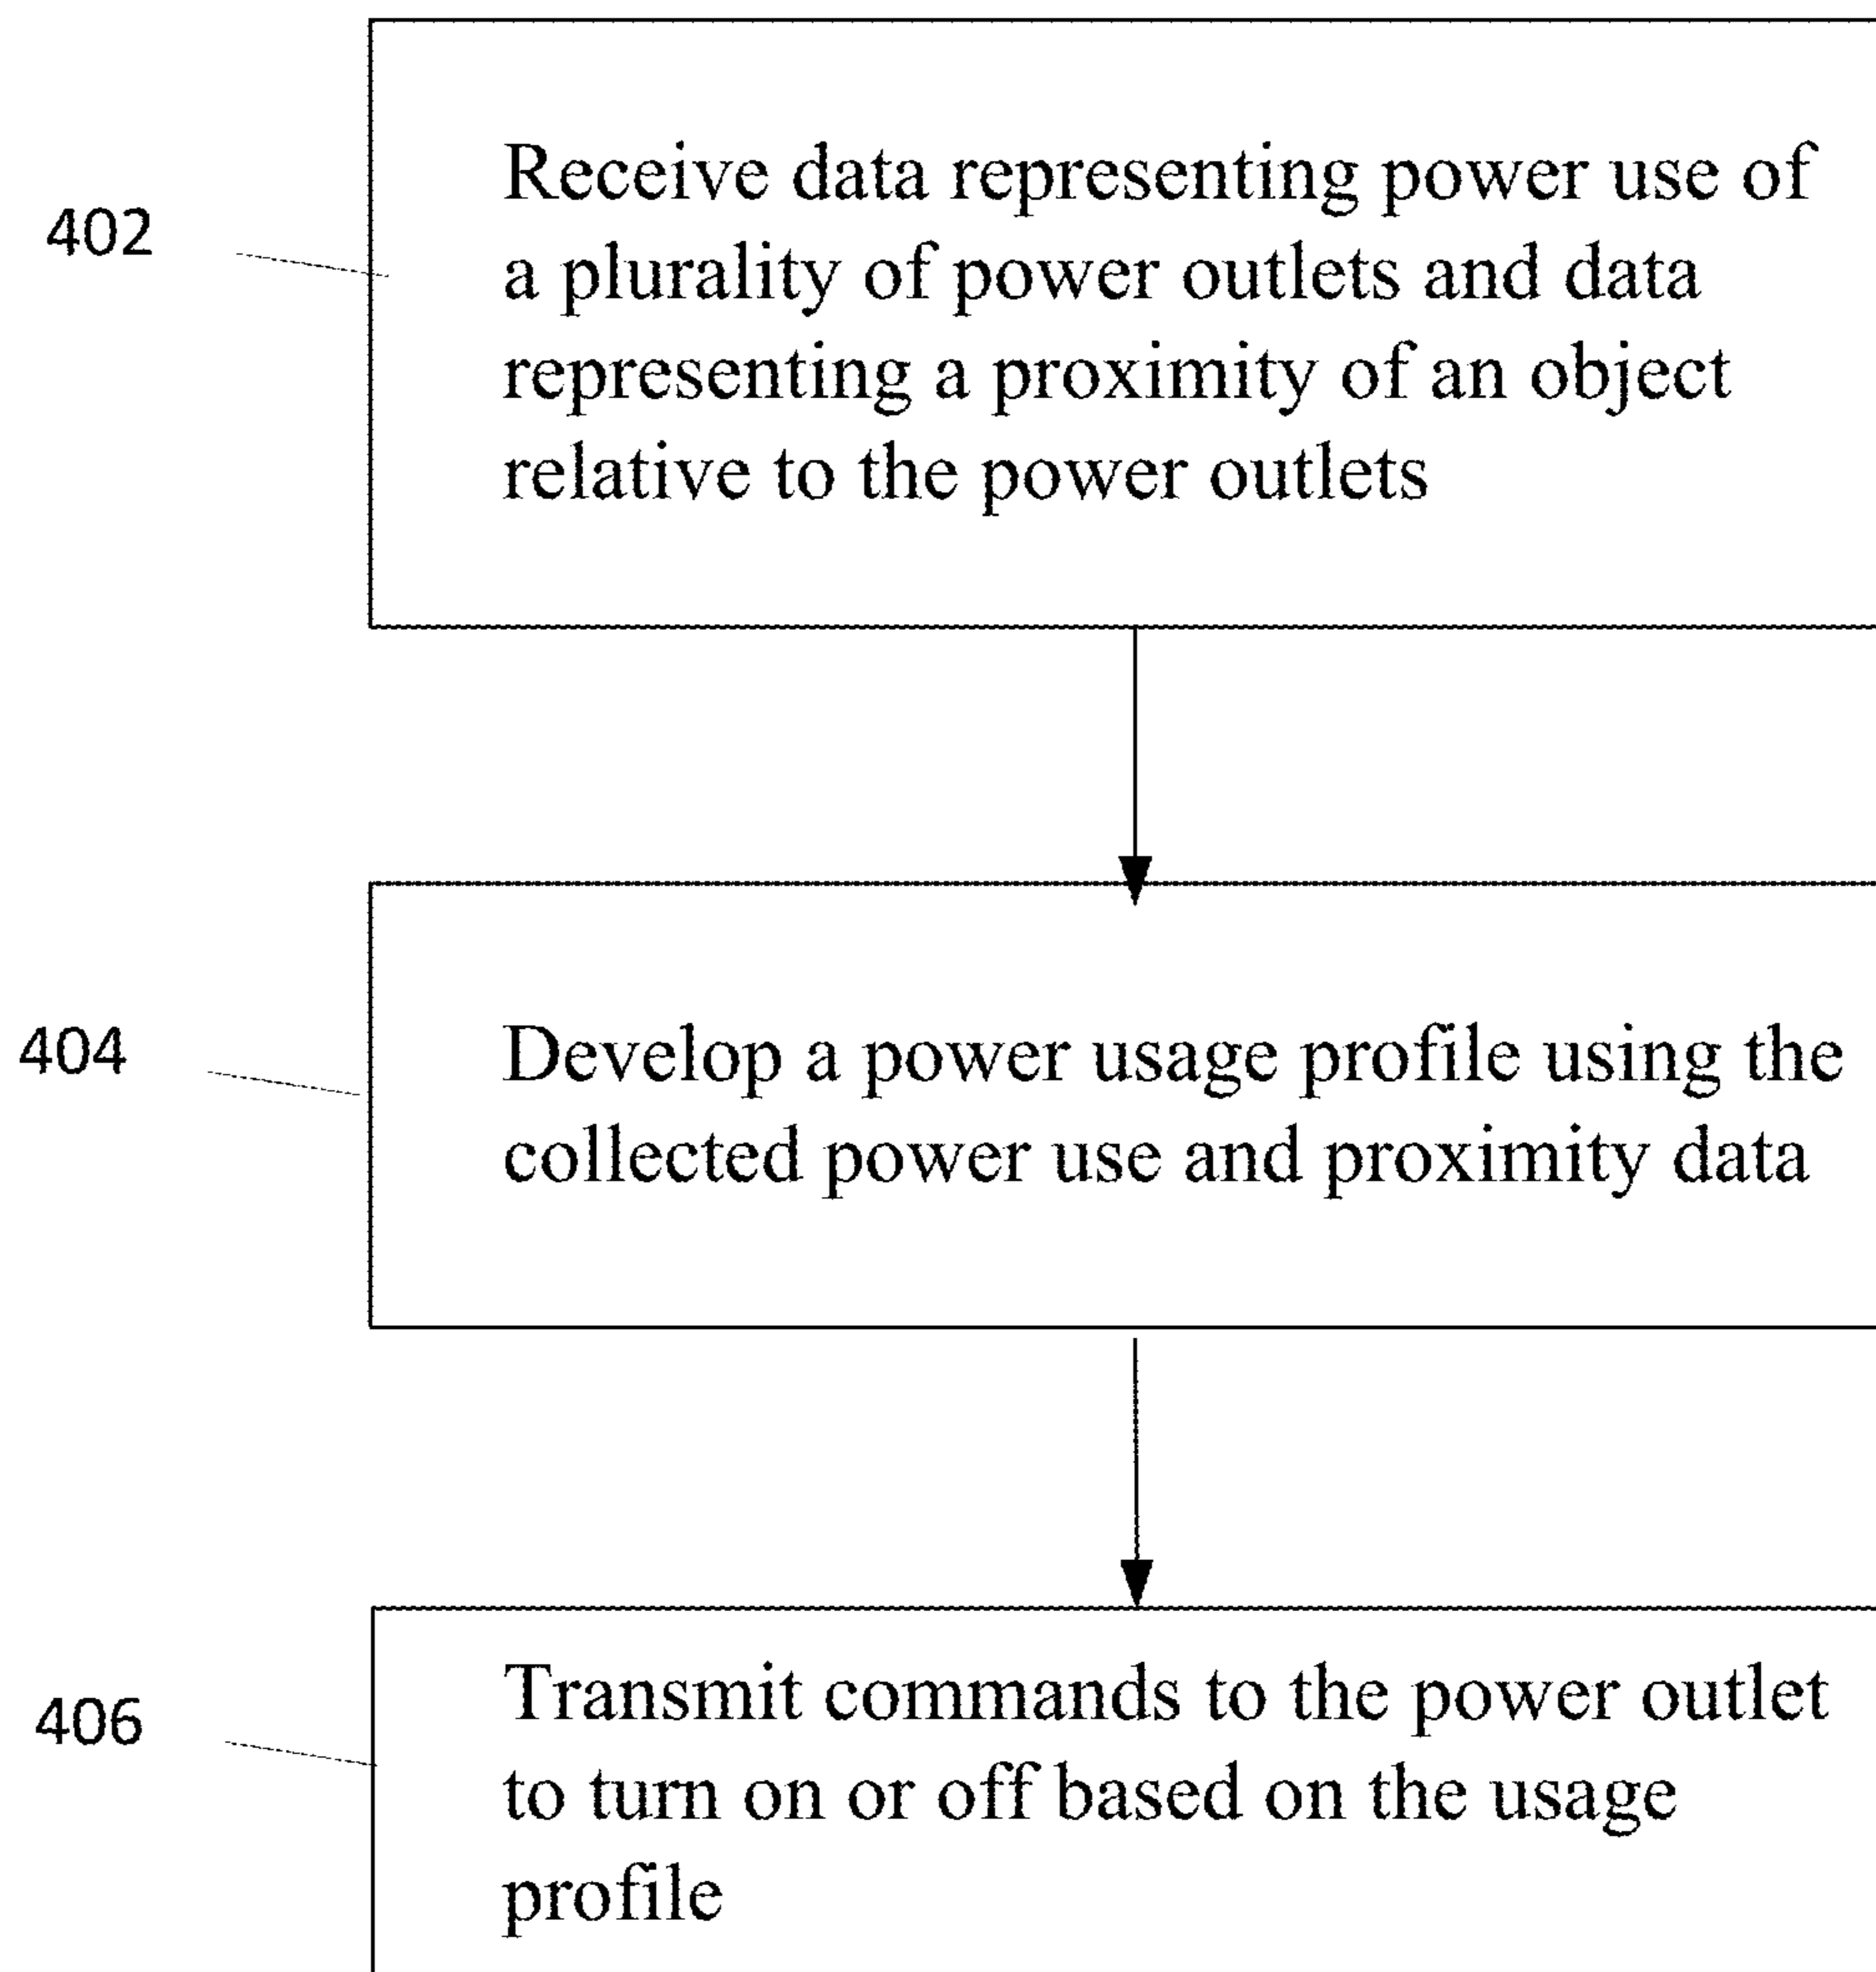 402
Receive data representing power use of
a plurality of power outlets and data
representing a proximity of an object
relative to the power outlets
404
Develop a power usage profile using the
collected power use and proximity data
406
Transmit commands to the power outlet
to turn on or off based on the usage
profile